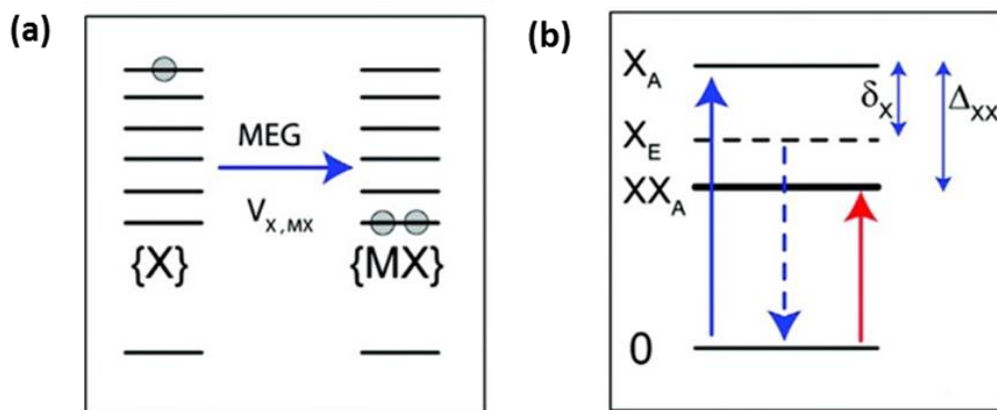 (a)
MEG
V_X,MX
{X} {MX}
(b)
X_A
δ_X
Δ_XX
X_E
XX_A
0